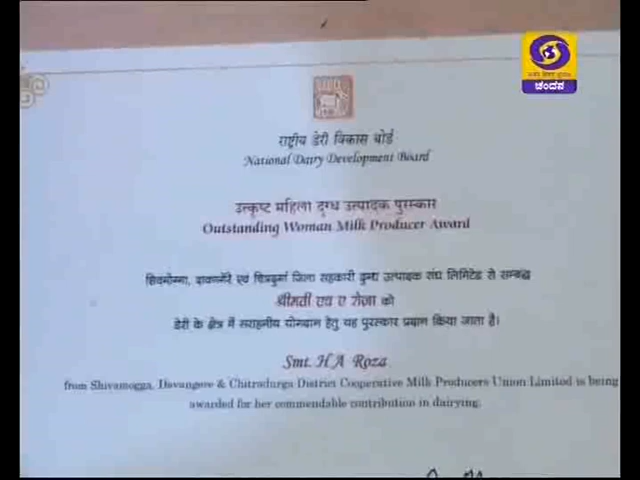 ಚಂದನ
राष्ट्रीय डेरी विकास बोर्ड
National Dairy Development Board
उत्कृष्ट महिला दुग्ध उत्पादक पुरस्कार
Outstanding Woman Milk Producer Award
शिवमोग्गा, दावणगेरे एवं चित्रदुर्गा जिला सहकारी दुग्ध उत्पादक संघ लिमिटेड से सम्बद्ध
श्रीमती एच ए रोज़ा को
डेरी के क्षेत्र में सराहनीय योगदान हेतु यह पुरस्कार प्रदान किया जाता है।
Smt. H.A Roza
from Shivamogga, Davangere & Chitradurga District Cooperative Milk Producers Union Limited is being
awarded for her commendable contribution in dairying.